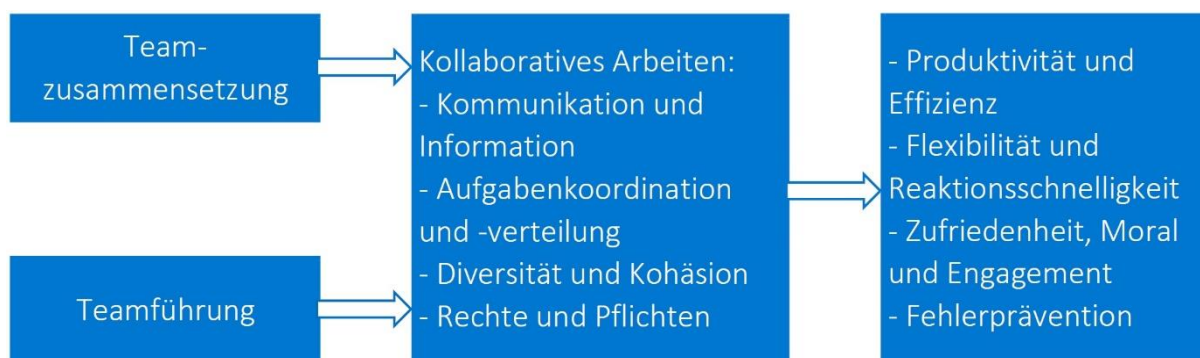 Team-
zusammensetzung
Teamführung
Kollaboratives Arbeiten:
- Kommunikation und
Information
- Aufgabenkoordination
und -verteilung
- Diversität und Kohäsion
- Rechte und Pflichten
- Produktivität und
Effizienz
- Flexibilität und
Reaktionsschnelligkeit
- Zufriedenheit, Moral
und Engagement
- Fehlerprävention